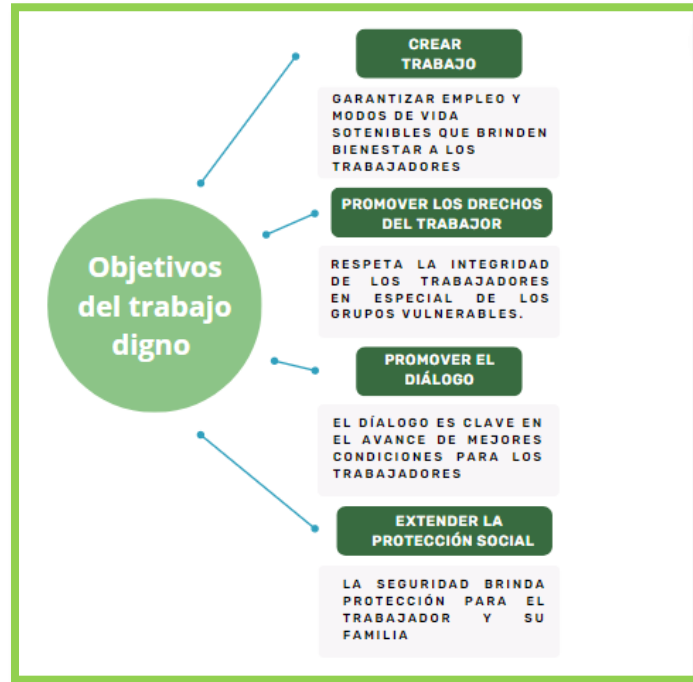 Objetivos
del trabajo
digno
CREAR
TRABAJO
GARANTIZAR EMPLEO Y
MODOS DE VIDA
SOTENIBLES QUE BRINDEN
BIENESTAR A LOS
TRABAJADORES
PROMOVER LOS DRECHOS
DEL TRABAJOR
RESPETA LA INTEGRIDAD
DE LOS TRABAJADORES
EN ESPECIAL DE LOS
GRUPOS VULNERABLES.
PROMOVER EL
DIÁLOGO
EL DÍALOGO ES CLAVE EN
EL AVANCE DE MEJORES
CONDICIONES PARA LOS
TRABAJADORES
EXTENDER LA
PROTECCIÓN SOCIAL
LA SEGURIDAD BRINDA
PROTECCIÓN PARA EL
TRABAJADOR Y SU
FAMILIA